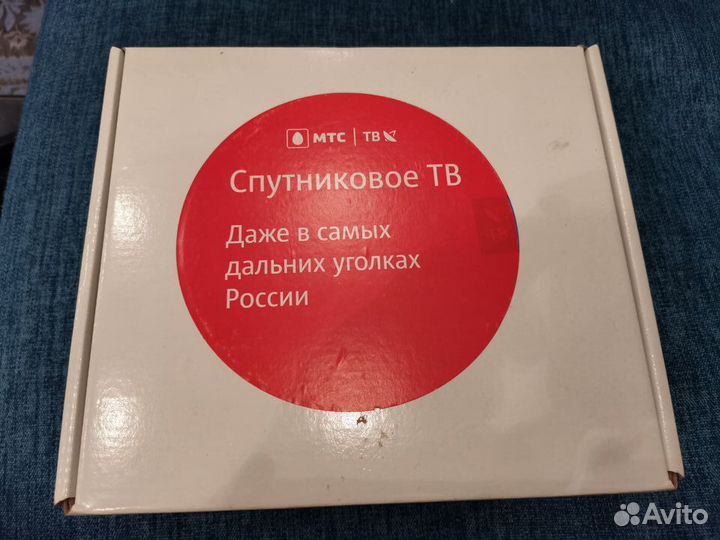 МТС | ТВ
Спутниковое ТВ
Даже в самых
дальних уголках
России
Avito